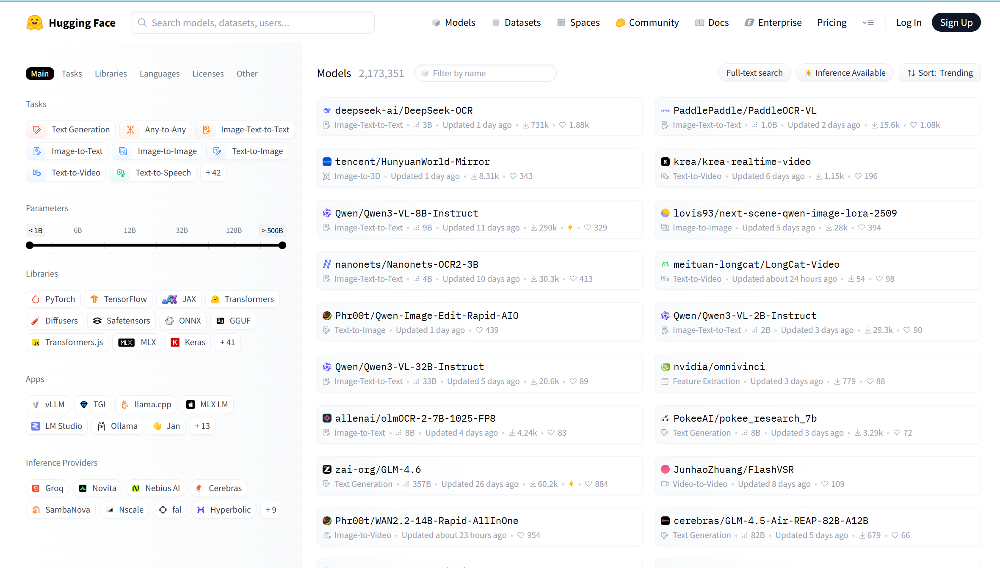 Hugging Face
Search models, datasets, users...
Models
Datasets
Spaces
Community
Docs
Enterprise
Pricing
Log In
Sign Up
Main Tasks Libraries Languages Licenses Other
Tasks
Text Generation Any-to-Any Image-Text-to-Text
Image-to-Text Image-to-Image Text-to-Image
Text-to-Video Text-to-Speech + 42
Parameters
< 1B 6B 12B 32B 128B > 500B
Libraries
PyTorch TensorFlow JAX Transformers
Diffusers Safetensors ONNX GGUF
Transformers.js MLX Keras + 41
Apps
vLLM TGI llama.cpp MLX LM
LM Studio Ollama Jan + 13
Inference Providers
Groq Novita Nebius AI Cerebras
SambaNova Nscale fal Hyperbolic + 9
Models 2,173,351 Filter by name Full-text search Inference Available Sort: Trending
deepseek-ai/DeepSeek-OCR
Image-Text-to-Text • 3B • Updated 1 day ago • 731k • 1.88k
PaddlePaddle/PaddleOCR-VL
Image-Text-to-Text • 1.0B • Updated 2 days ago • 15.6k • 1.08k
tencent/HunyuanWorld-Mirror
Image-to-3D • Updated 1 day ago • 8.31k • 343
krea/krea-realtime-video
Text-to-Video • Updated 6 days ago • 1.15k • 196
Qwen/Qwen3-VL-8B-Instruct
Image-Text-to-Text • 9B • Updated 11 days ago • 290k • 329
lovis93/next-scene-qwen-image-lora-2509
Image-to-Image • Updated 5 days ago • 28k • 394
nanonets/Nanonets-OCR2-3B
Image-Text-to-Text • 4B • Updated 10 days ago • 30.3k • 413
meituan-longcat/LongCat-Video
Text-to-Video • Updated about 24 hours ago • 54 • 98
Phr00t/Qwen-Image-Edit-Rapid-AIO
Text-to-Image • Updated 1 day ago • 439
Qwen/Qwen3-VL-2B-Instruct
Image-Text-to-Text • 2B • Updated 3 days ago • 29.3k • 90
Qwen/Qwen3-VL-32B-Instruct
Image-Text-to-Text • 33B • Updated 5 days ago • 20.6k • 89
nvidia/omnivinci
Feature Extraction • Updated 3 days ago • 779 • 88
allenai/olmOCR-2-7B-1025-FP8
Image-to-Text • 8B • Updated 4 days ago • 4.24k • 83
PokeeAI/pokee_research_7b
Text Generation • 8B • Updated 3 days ago • 3.29k • 72
zai-org/GLM-4.6
Text Generation • 357B • Updated 26 days ago • 60.2k • 884
JunhaoZhuang/FlashVSR
Video-to-Video • Updated 8 days ago • 109
Phr00t/WAN2.2-14B-Rapid-AllInOne
Image-to-Video • Updated about 23 hours ago • 954
cerebras/GLM-4.5-Air-REAP-82B-A12B
Text Generation • 82B • Updated 5 days ago • 679 • 66